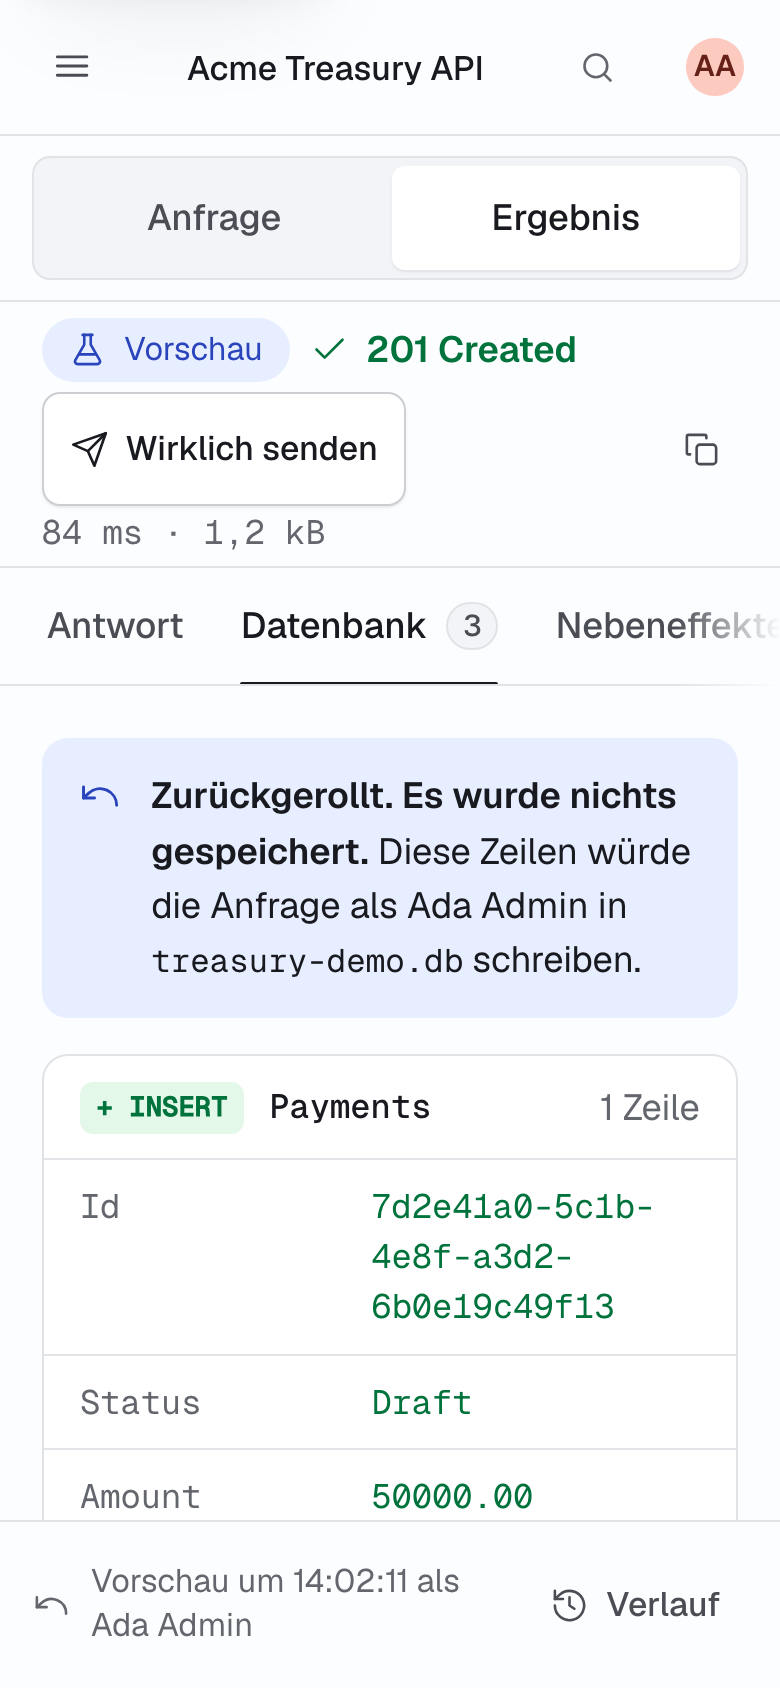 Acme Treasury API
AA
Anfrage
Ergebnis
Vorschau
201 Created
Wirklich senden
84 ms · 1,2 kB
Antwort
Datenbank 3
Nebeneffekte
Zurückgerollt. Es wurde nichts
gespeichert. Diese Zeilen würde
die Anfrage als Ada Admin in
treasury-demo.db schreiben.
+ INSERT Payments 1 Zeile
Id 7d2e41a0-5c1b-
4e8f-a3d2-
6b0e19c49f13
Status Draft
Amount 50000.00
Vorschau um 14:02:11 als
Ada Admin
Verlauf